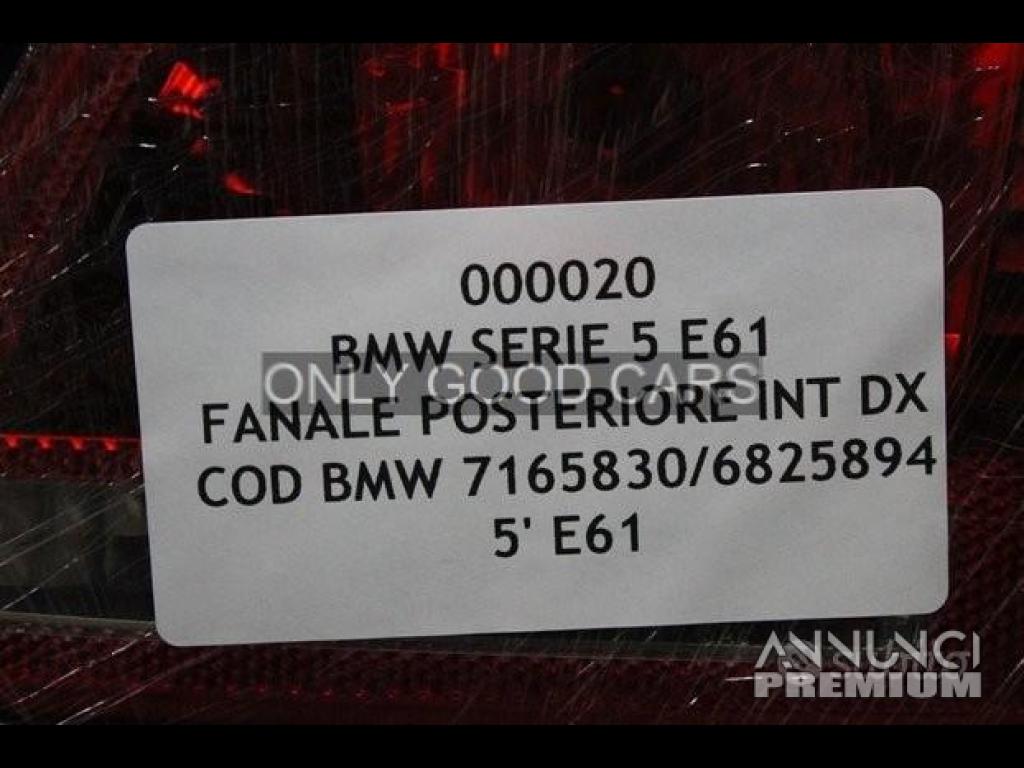 000020
BMW SERIE 5 E61
ONLY GOOD CARS
FANALE POSTERIORE INT DX
COD BMW 7165830/6825894
5' E61
ANNUNCI
PREMIUM